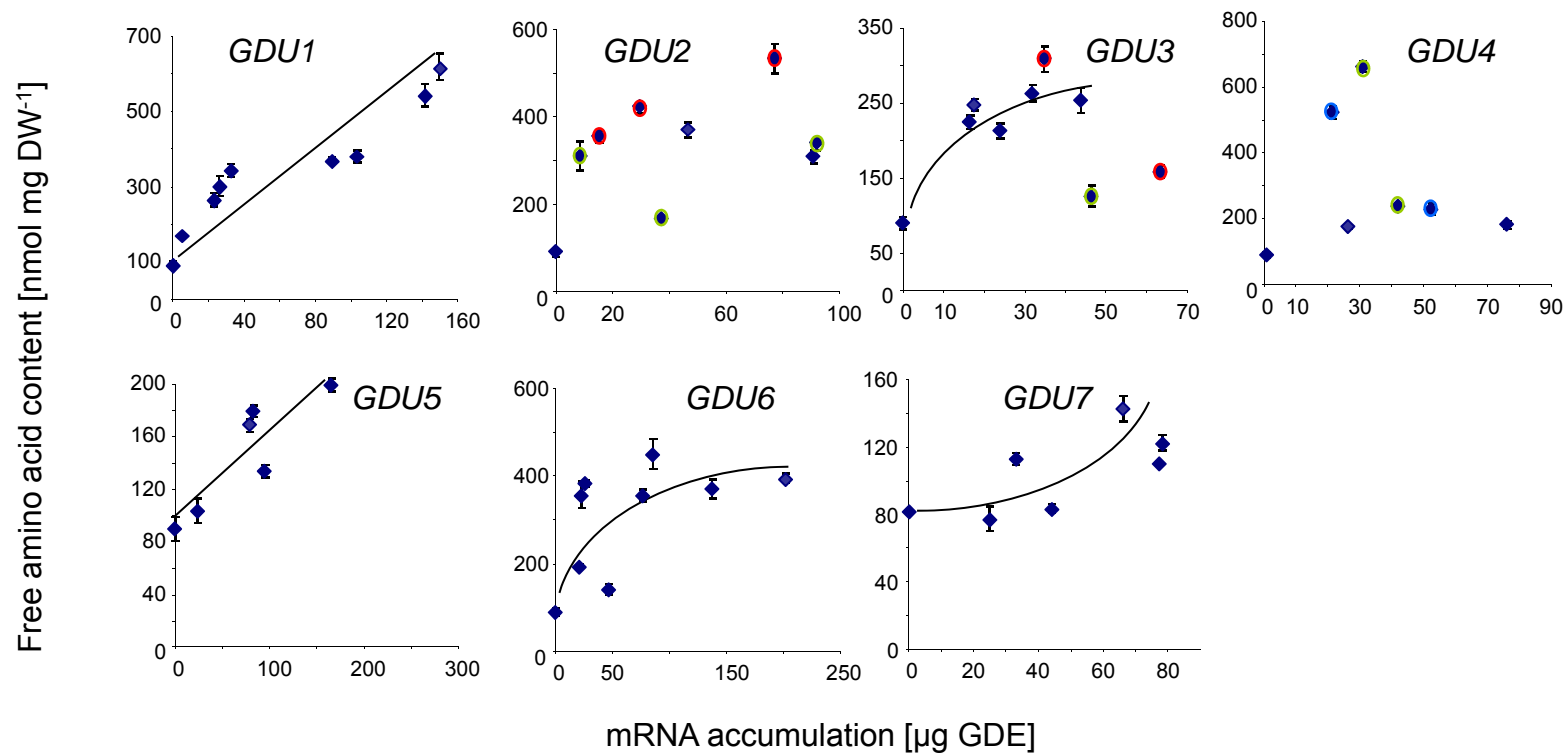 Free amino acid content [nmol mg DW⁻¹]
GDU1
700
500
300
100
0
0 40 80 120 160
GDU2
600
400
200
0
0 50 100
GDU3
350
250
150
50
0
0 10 30 50 70
GDU4
800
600
400
200
0
0 10 30 50 70 90
GDU5
200
160
120
80
40
0
0 100 200 300
GDU6
600
400
200
0
0 50 150 250
GDU7
160
120
80
40
0
0 20 40 60 80
mRNA accumulation [µg GDE]